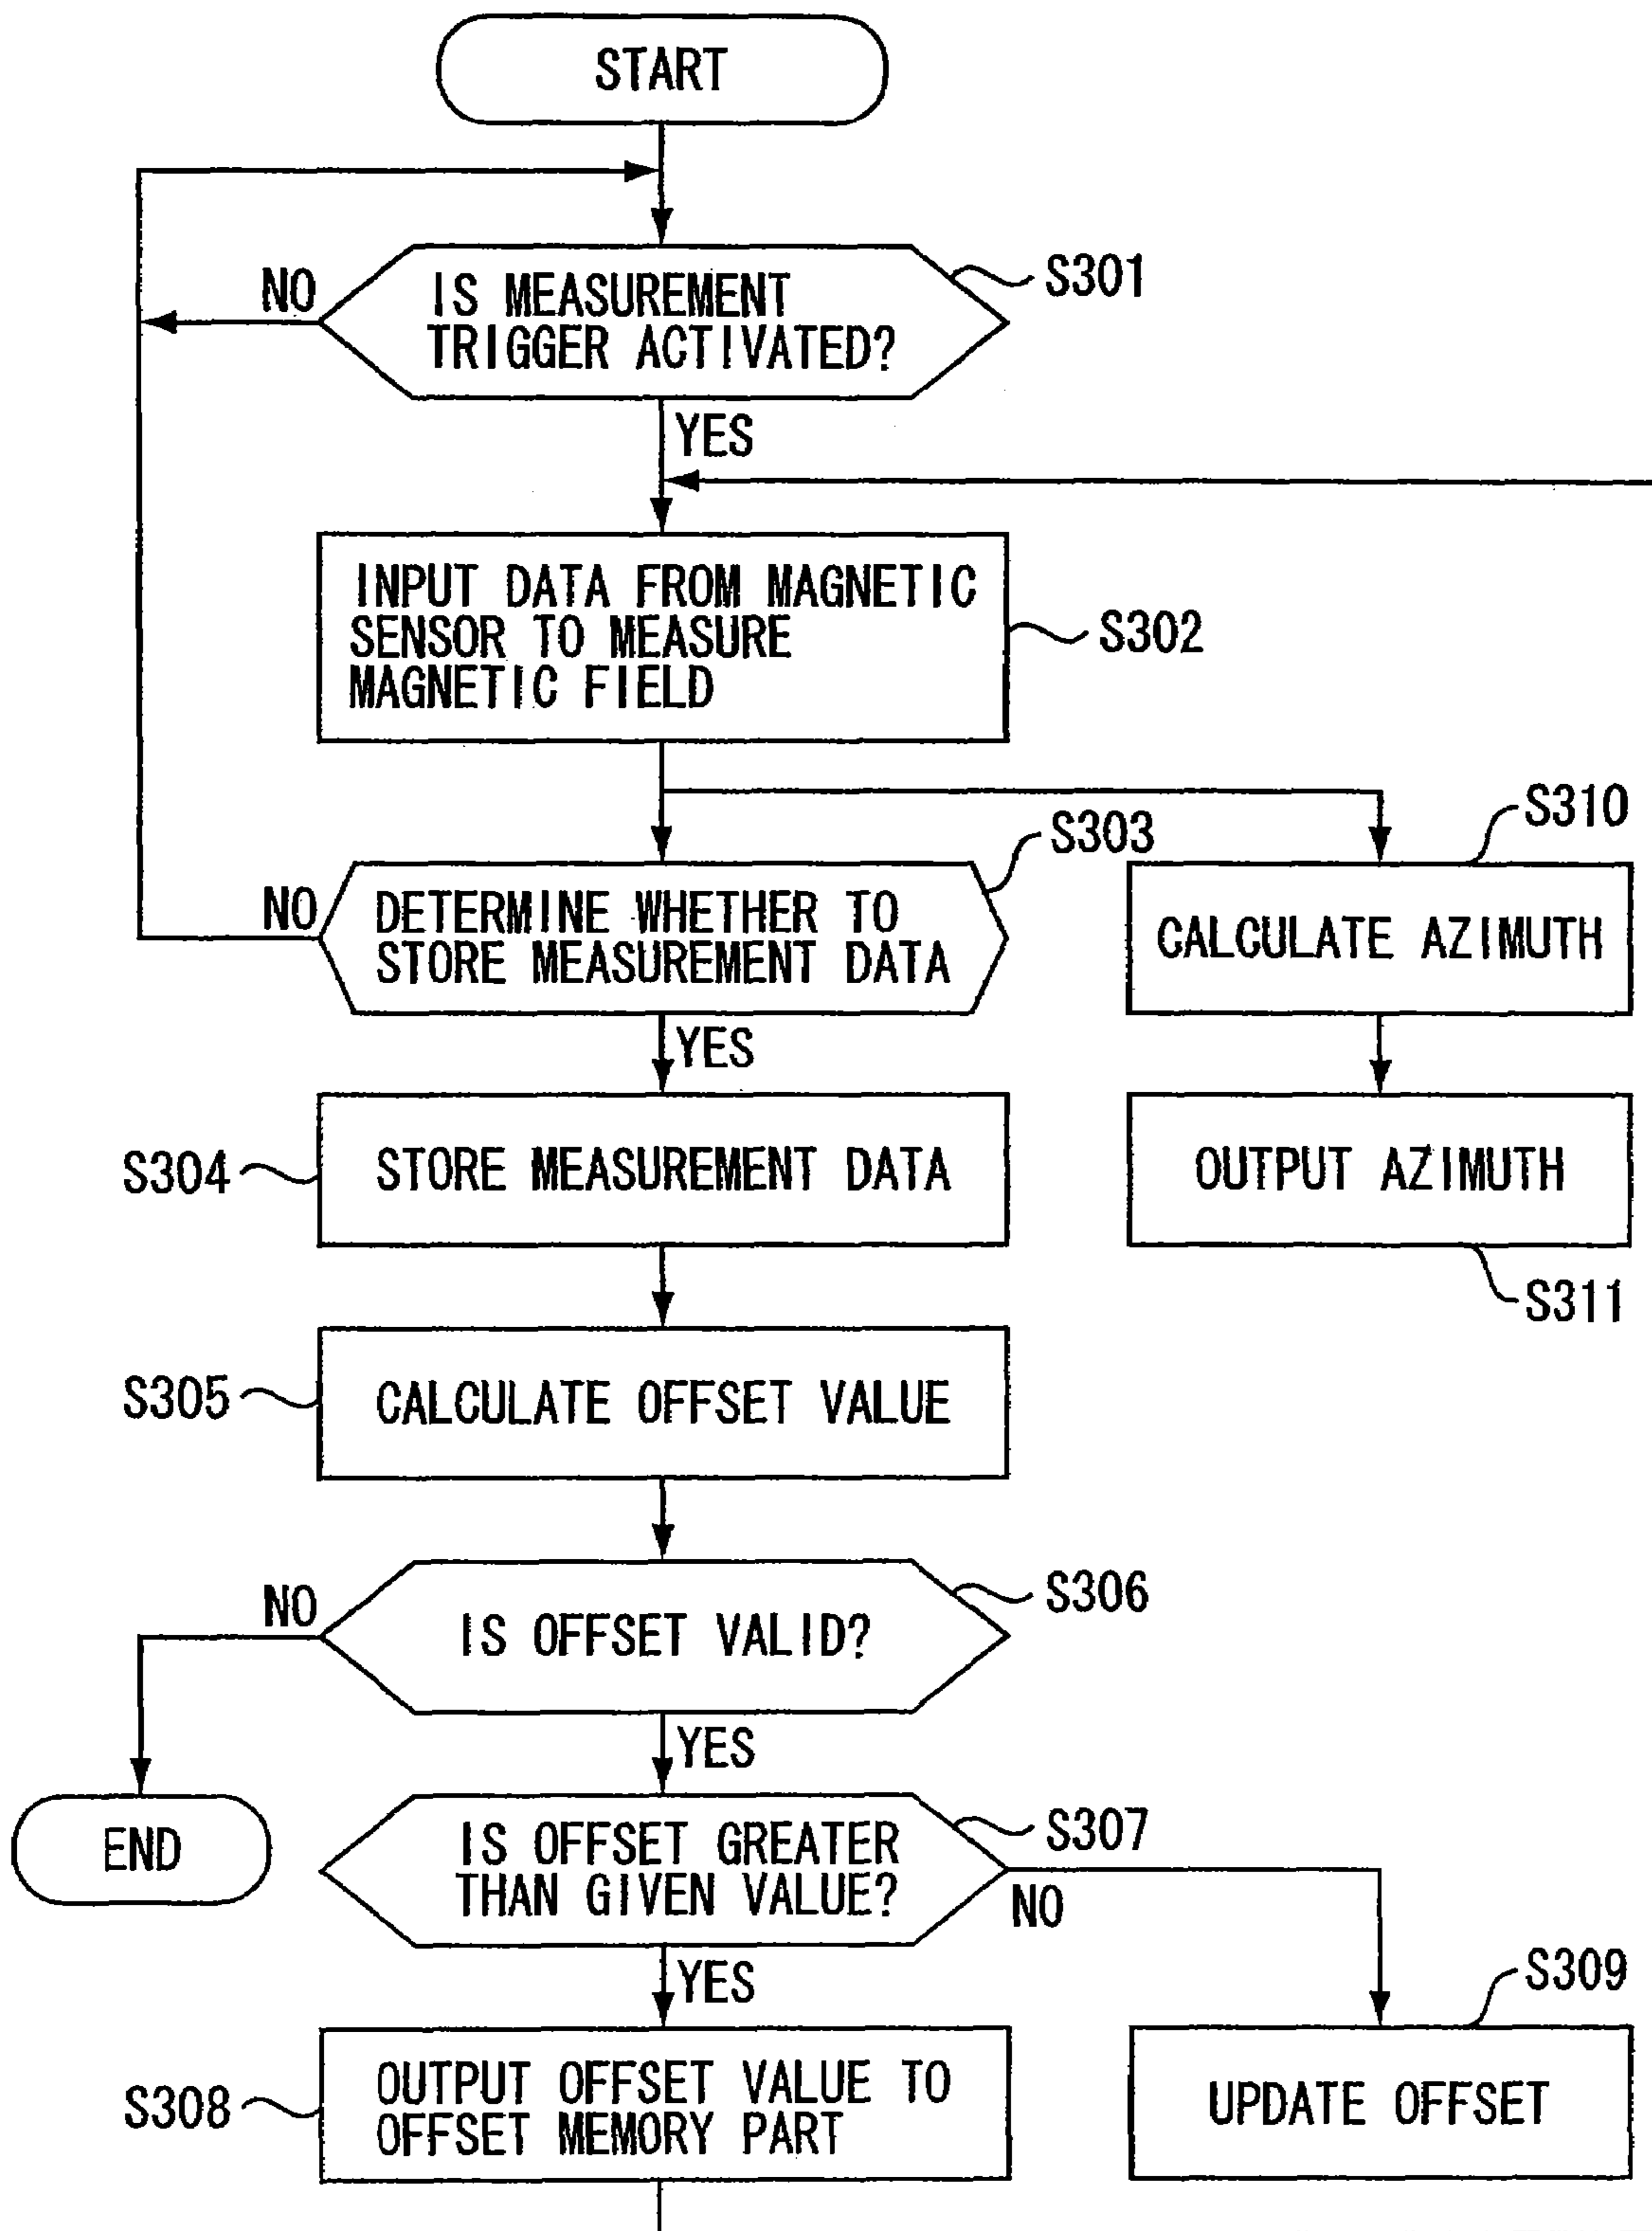 START
NO
IS MEASUREMENT
TRIGGER ACTIVATED?
S301
YES
INPUT DATA FROM MAGNETIC
SENSOR TO MEASURE
MAGNETIC FIELD
S302
S310
S303
NO
DETERMINE WHETHER TO
STORE MEASUREMENT DATA
CALCULATE AZIMUTH
YES
S304
STORE MEASUREMENT DATA
OUTPUT AZIMUTH
S311
S305
CALCULATE OFFSET VALUE
NO
IS OFFSET VALID?
S306
YES
END
IS OFFSET GREATER
THAN GIVEN VALUE?
S307
NO
YES
S309
S308
OUTPUT OFFSET VALUE TO
OFFSET MEMORY PART
UPDATE OFFSET